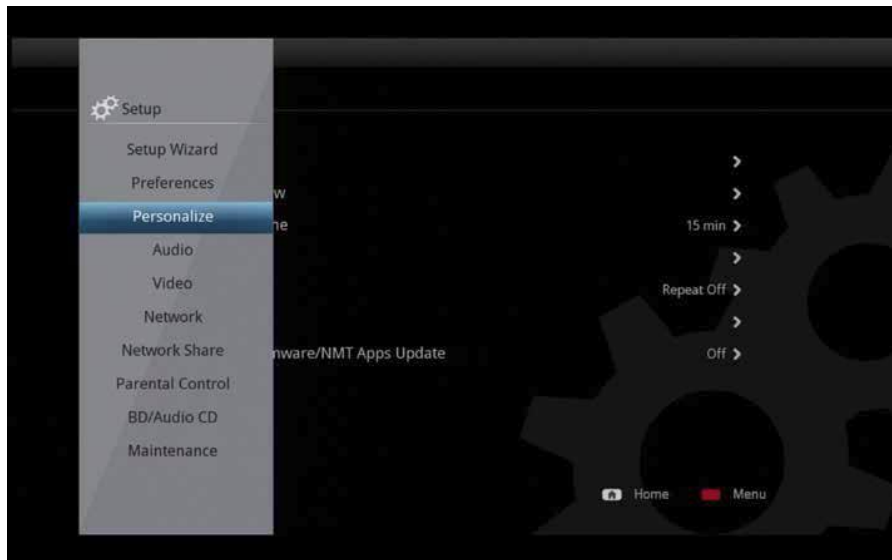 Setup
Setup Wizard
Preferences
Personalize
Audio
Video
Network
Network Share
Parental Control
BD/Audio CD
Maintenance
w
ne
15 min
Repeat Off
mware/NMT Apps Update
Off
Home
Menu